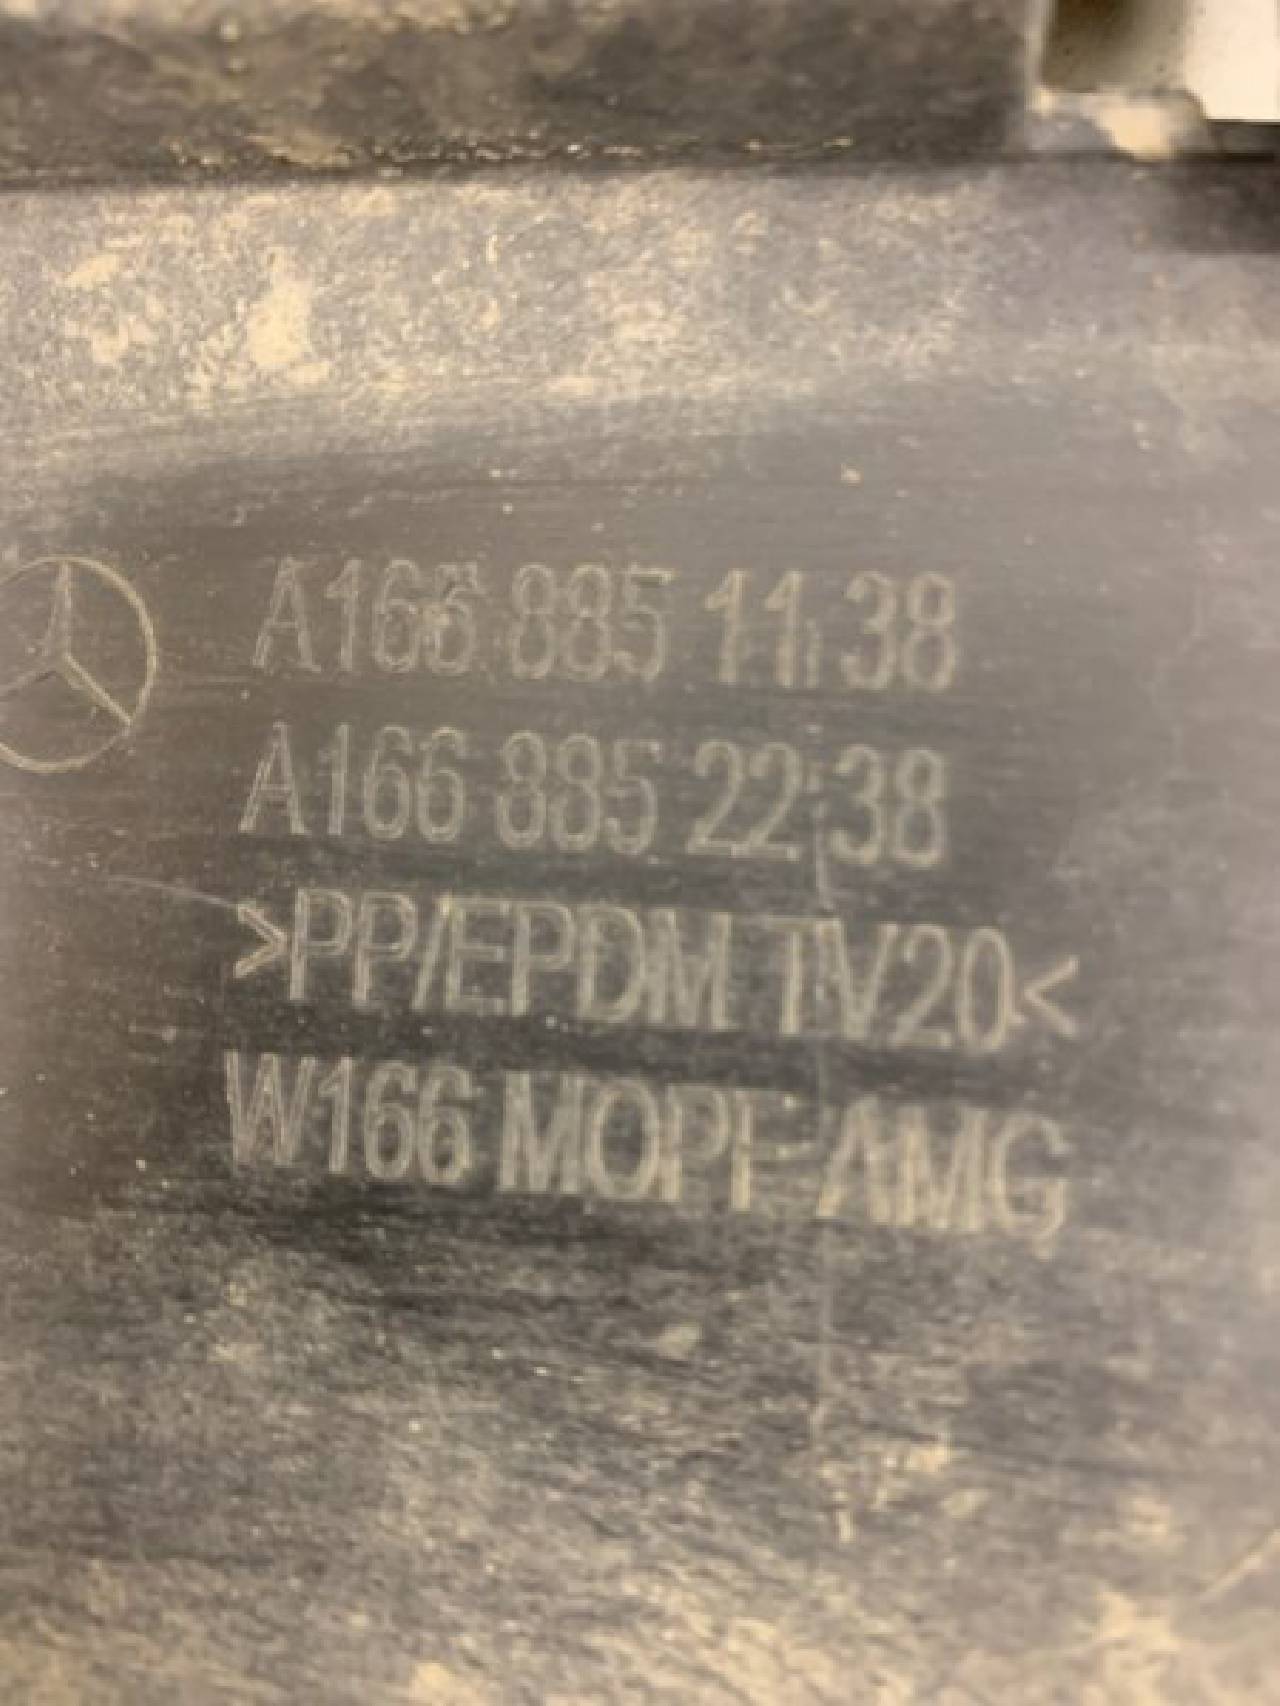 A166 885 11 38
A166 885 22 38
>PP/EPDM TV20<
W166 MOPF AMG